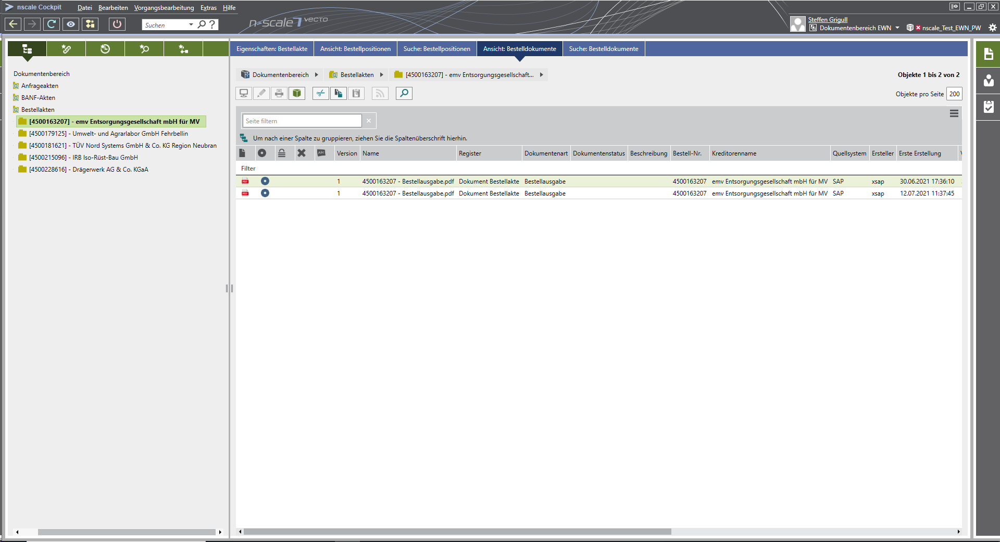 nscale Cockpit
Datei Bearbeiten Vorgangsbearbeitung Extras Hilfe
Suchen
n-scale 7 vecto
Steffen Grigull
Dokumentenbereich EWN
nscale_Test_EWN_PW
Eigenschaften: Bestellakte
Ansicht: Bestellpositionen
Suche: Bestellpositionen
Ansicht: Bestelldokumente
Suche: Bestelldokumente
Dokumentenbereich
Anfrageakten
BANF-Akten
Bestellakten
[4500163207] - emv Entsorgungsgesellschaft mbH für MV
[4500179125] - Umwelt- und Agrarlabor GmbH Fehrbellin
[4500181621] - TÜV Nord Systems GmbH & Co. KG Region Neubran
[4500215096] - IRB Iso-Rüst-Bau GmbH
[4500228616] - Drägerwerk AG & Co. KGaA
Dokumentenbereich Bestellakten [4500163207] - emv Entsorgungsgesellschaft...
Objekte 1 bis 2 von 2
Objekte pro Seite 200
Seite filtern
Um nach einer Spalte zu gruppieren, ziehen Sie die Spaltenüberschrift hierhin.
Abc Version Name Register Dokumentenart Dokumentenstatus Beschreibung Bestell-Nr. Kreditorenname Quellsystem Ersteller Erste Erstellung
Filter
PDF 1 4500163207 - Bestellausgabe.pdf Dokument Bestellakte Bestellausgabe 4500163207 emv Entsorgungsgesellschaft mbH für MV SAP xsap 30.06.2021 17:36:10
PDF 1 4500163207 - Bestellausgabe.pdf Dokument Bestellakte Bestellausgabe 4500163207 emv Entsorgungsgesellschaft mbH für MV SAP xsap 12.07.2021 11:37:45